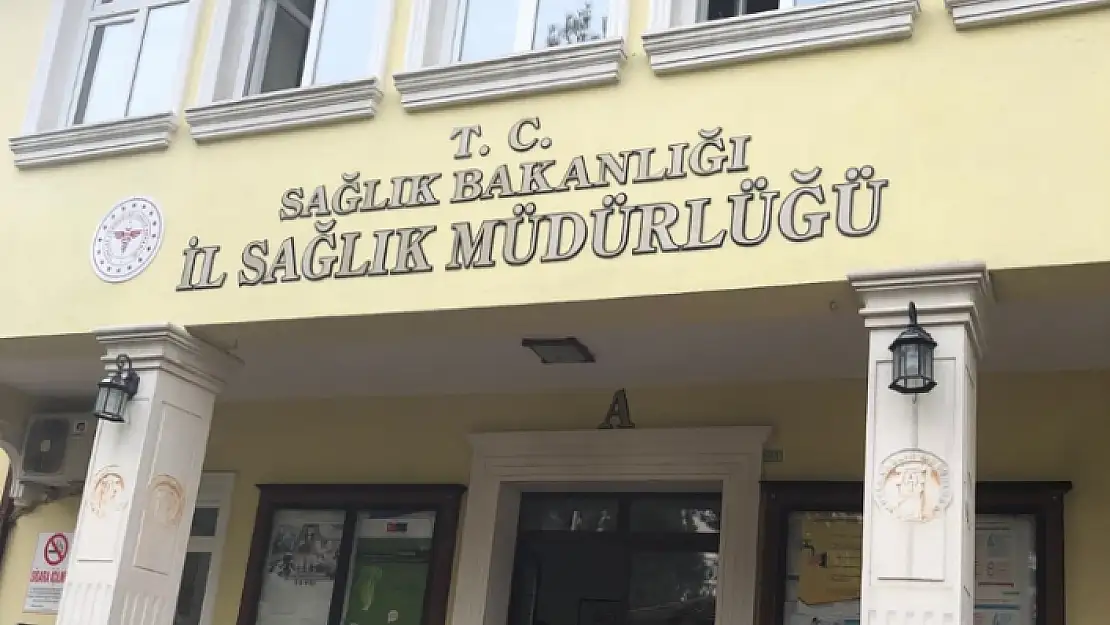 T. C.
SAĞLIK BAKANLIĞI
İL SAĞLIK MÜDÜRLÜĞÜ
A